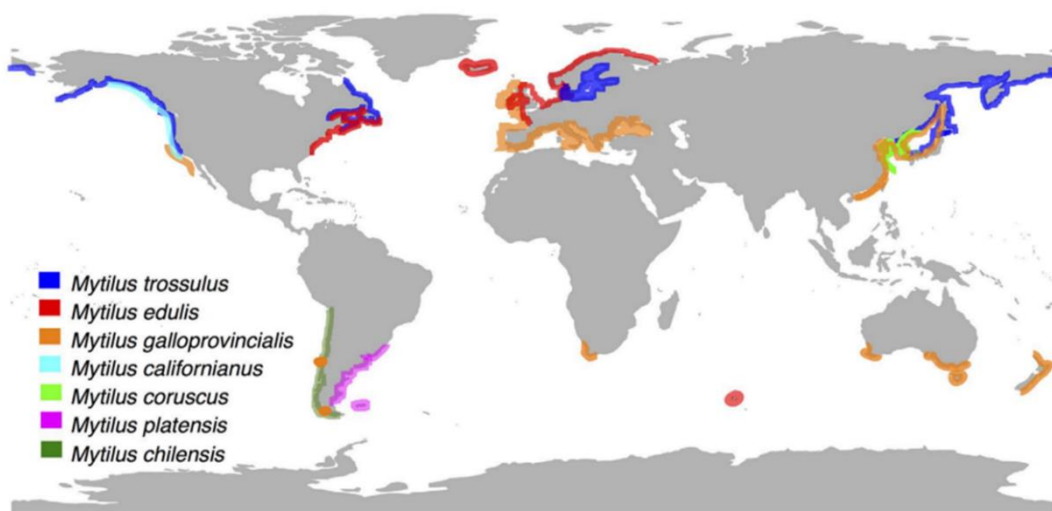 Mytilus trossulus
Mytilus edulis
Mytilus galloprovincialis
Mytilus californianus
Mytilus coruscus
Mytilus platensis
Mytilus chilensis